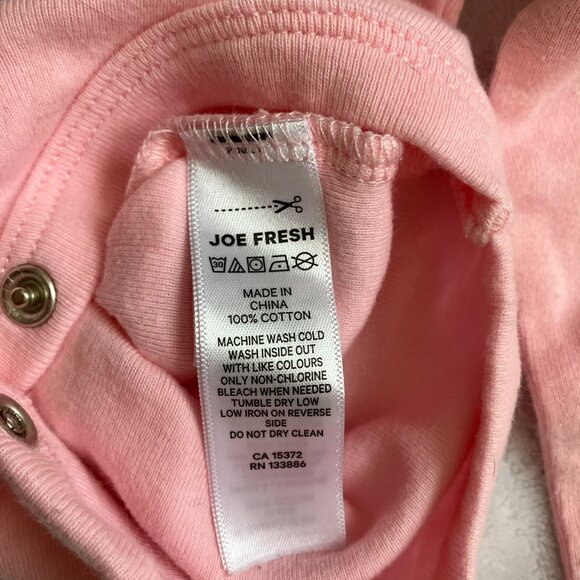 JOE FRESH
30
MADE IN
CHINA
100% COTTON
MACHINE WASH COLD
WASH INSIDE OUT
WITH LIKE COLOURS
ONLY NON-CHLORINE
BLEACH WHEN NEEDED
TUMBLE DRY LOW
LOW IRON ON REVERSE
SIDE
DO NOT DRY CLEAN
CA 15372
RN 133886